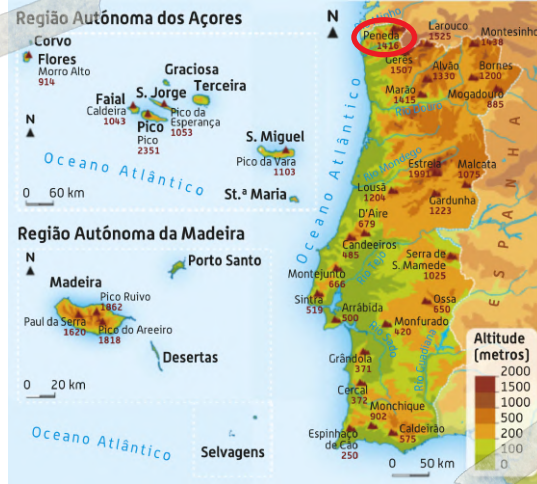 Região Autónoma dos Açores
Corvo
Flores
Morro Alto
914
Graciosa
S. Jorge
Terceira
Faial
Caldeira
1043
Pico da
Esperança
1053
Pico
Pico
2351
S. Miguel
Pico da Vara
1103
St.ª Maria
N
Oceano Atlântico
0 60 km
Região Autónoma da Madeira
N
Porto Santo
Madeira
Pico Ruivo
1862
Paul da Serra
1620
Pico do Areeiro
1818
Desertas
0 20 km
Oceano Atlântico
Selvagens
N
Oceano Atlântico
Minho
Peneda
1416
Larouco
1525
Montesinho
1438
Gerês
1507
Alvão
1330
Bornes
1200
Marão
1415
Mogadouro
885
Rio Mondego
Estrela
1991
Malcata
1075
Lousã
1204
Gardunha
1223
D'Aire
679
Candeeiros
485
Rio Tejo
Serra de
S. Mamede
1025
Montejunto
666
Sintra
519
Arrábida
500
Ossa
650
Monfurado
420
Rio Sado
Rio Guadiana
Grândola
371
Cercal
372
Monchique
902
Caldeirão
575
Espinhaço
de Cão
250
0 50 km
ESPANHA
Altitude
(metros)
2000
1500
1000
500
200
100
0